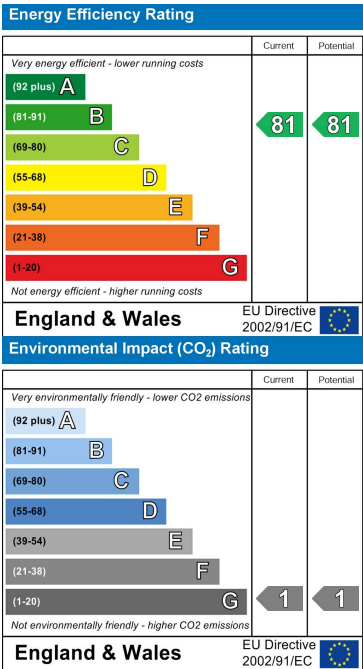 Energy Efficiency Rating
Current Potential
Very energy efficient - lower running costs
(92 plus) A
(81-91) B
81 81
(69-80) C
(55-68) D
(39-54) E
(21-38) F
(1-20) G
Not energy efficient - higher running costs
England & Wales
EU Directive
2002/91/EC
Environmental Impact (CO₂) Rating
Current Potential
Very environmentally friendly - lower CO2 emissions
(92 plus) A
(81-91) B
(69-80) C
(55-68) D
(39-54) E
(21-38) F
(1-20) G
1 1
Not environmentally friendly - higher CO2 emissions
England & Wales
EU Directive
2002/91/EC